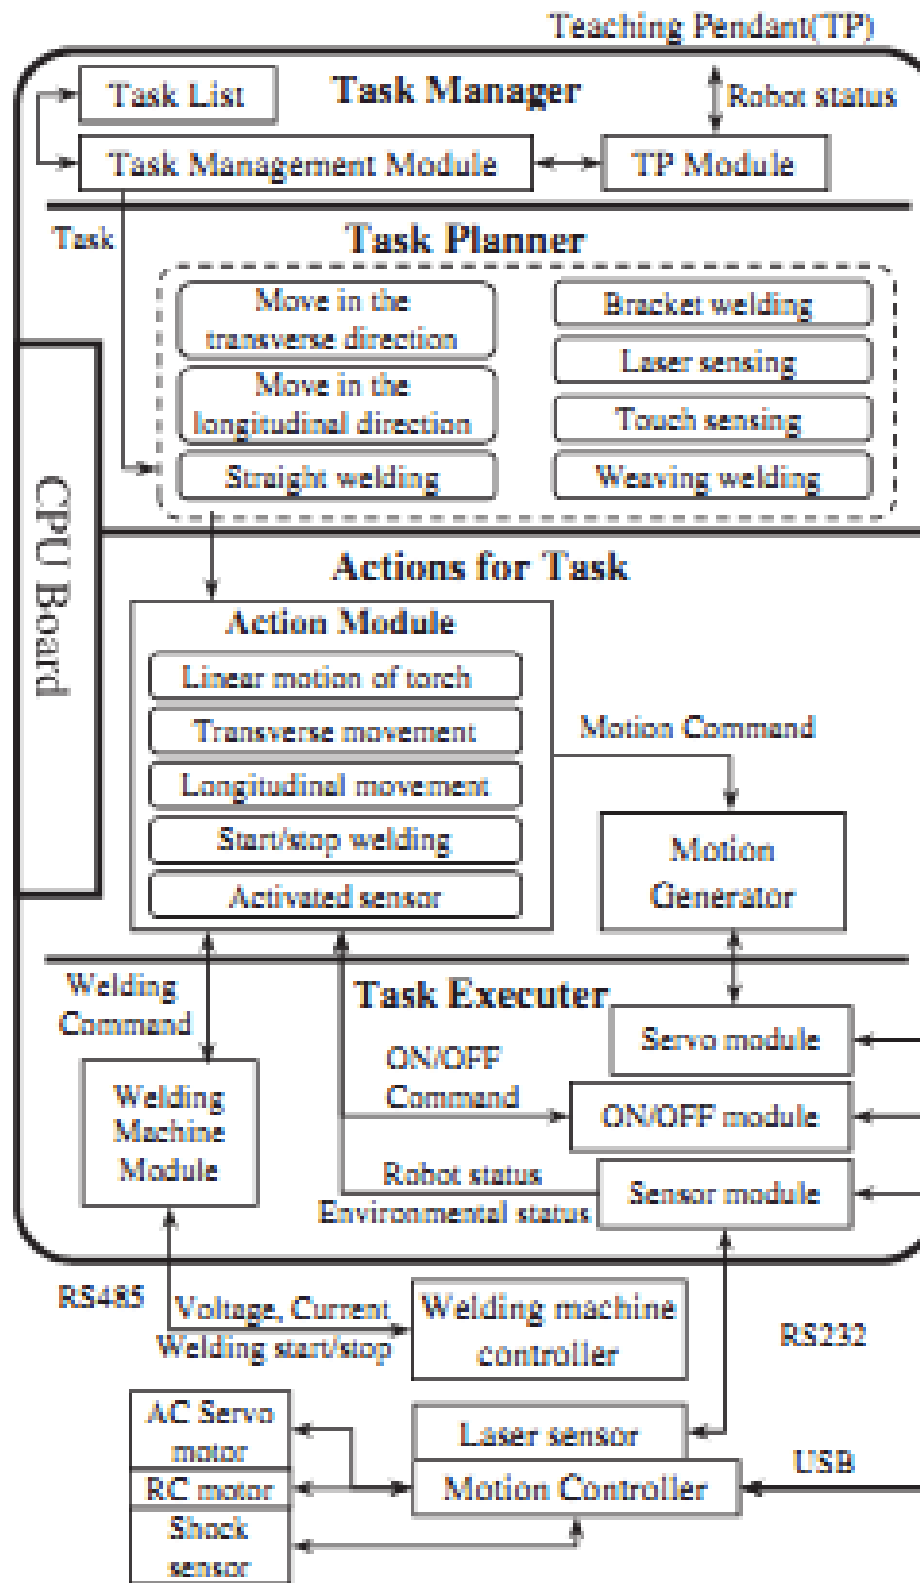 Teaching Pendant(TP)
Task List
Task Manager
Robot status
Task Management Module
TP Module
Task
Task Planner
Move in the
transverse direction
Bracket welding
Laser sensing
Move in the
longitudinal direction
Touch sensing
Straight welding
Weaving welding
CPU Board
Actions for Task
Action Module
Linear motion of torch
Transverse movement
Longitudinal movement
Start/stop welding
Activated sensor
Motion Command
Motion
Generator
Welding
Command
Task Executer
Servo module
ON/OFF
Command
ON/OFF module
Welding
Machine
Module
Robot status
Environmental status
Sensor module
RS485
Voltage, Current
Welding start/stop
Welding machine
controller
RS232
AC Servo
motor
RC motor
Shock
sensor
Laser sensor
Motion Controller
USB